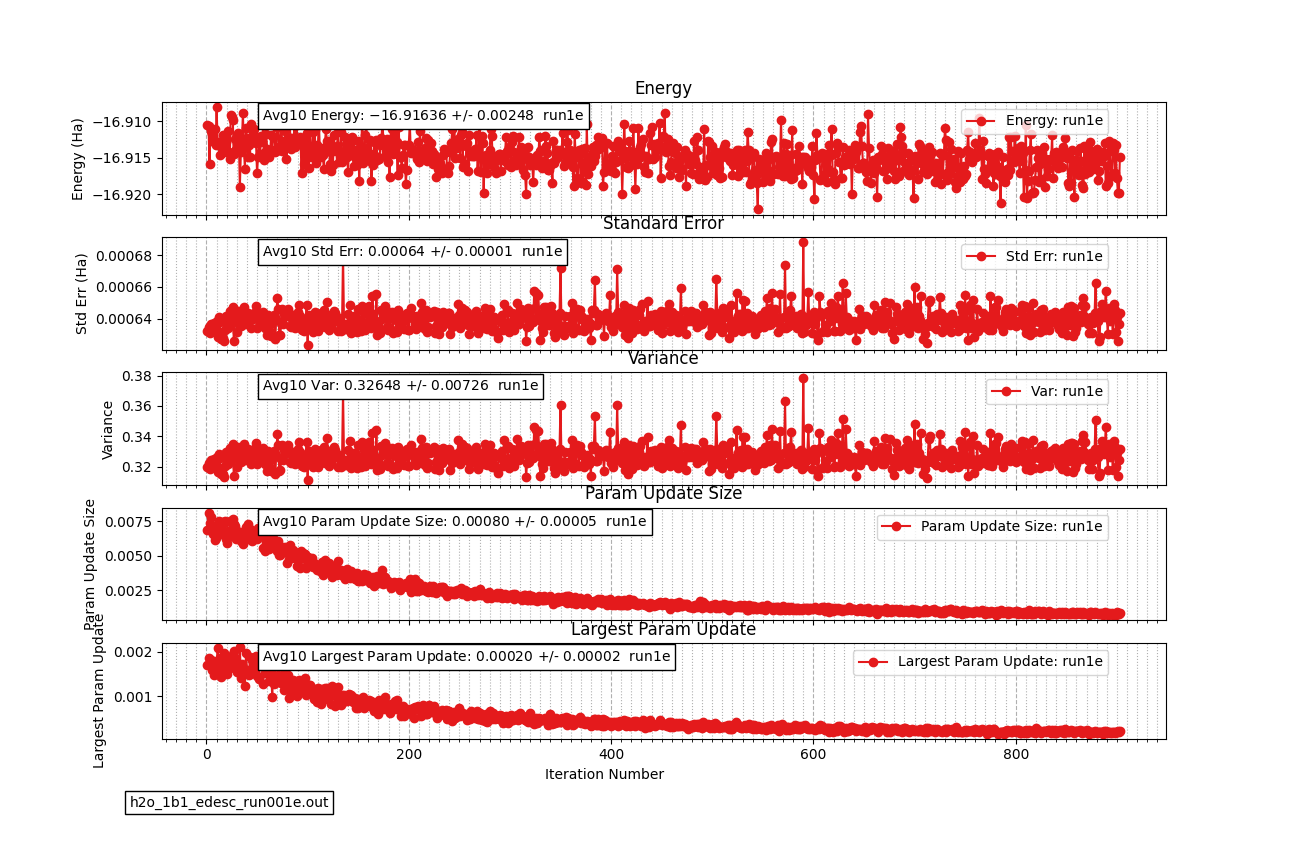 Energy
Energy (Ha)
−16.910
−16.915
−16.920
Avg10 Energy: −16.91636 +/- 0.00248 run1e
Energy: run1e
Standard Error
Std Err (Ha)
0.00068
0.00066
0.00064
Avg10 Std Err: 0.00064 +/- 0.00001 run1e
Std Err: run1e
Variance
Variance
0.38
0.36
0.34
0.32
Avg10 Var: 0.32648 +/- 0.00726 run1e
Var: run1e
Param Update Size
Param Update Size
0.0075
0.0050
0.0025
Avg10 Param Update Size: 0.00080 +/- 0.00005 run1e
Param Update Size: run1e
Largest Param Update
Largest Param Update
0.002
0.001
Avg10 Largest Param Update: 0.00020 +/- 0.00002 run1e
Largest Param Update: run1e
0 200 400 600 800
Iteration Number
h2o_1b1_edesc_run001e.out